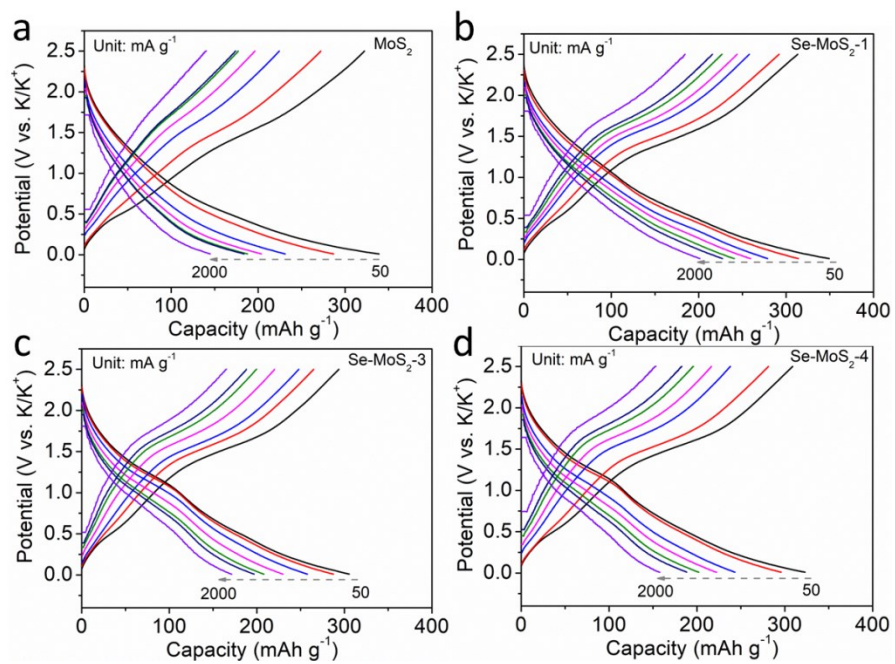 a
Unit: mA g⁻¹
MoS₂
2.5
2.0
1.5
1.0
0.5
0.0
Potential (V vs. K/K⁺)
2000
50
0
100
200
300
400
Capacity (mAh g⁻¹)
b
Unit: mA g⁻¹
Se-MoS₂-1
2.5
2.0
1.5
1.0
0.5
0.0
Potential (V vs. K/K⁺)
2000
50
0
100
200
300
400
Capacity (mAh g⁻¹)
c
Unit: mA g⁻¹
Se-MoS₂-3
2.5
2.0
1.5
1.0
0.5
0.0
Potential (V vs. K/K⁺)
2000
50
0
100
200
300
400
Capacity (mAh g⁻¹)
d
Unit: mA g⁻¹
Se-MoS₂-4
2.5
2.0
1.5
1.0
0.5
0.0
Potential (V vs. K/K⁺)
2000
50
0
100
200
300
400
Capacity (mAh g⁻¹)